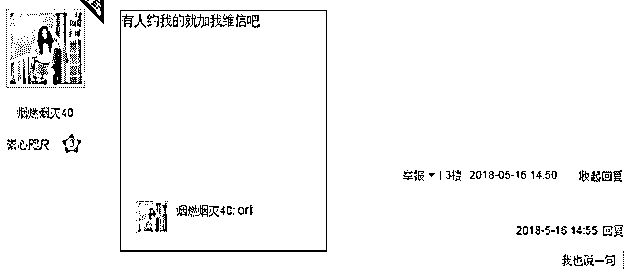 有人约我的就加我维信吧
烟燃烟灭40
举报 | 3楼 2018-05-16 14:50 收起回复
烟燃烟灭40: ori
2018-5-16 14:55 回复
我也说一句